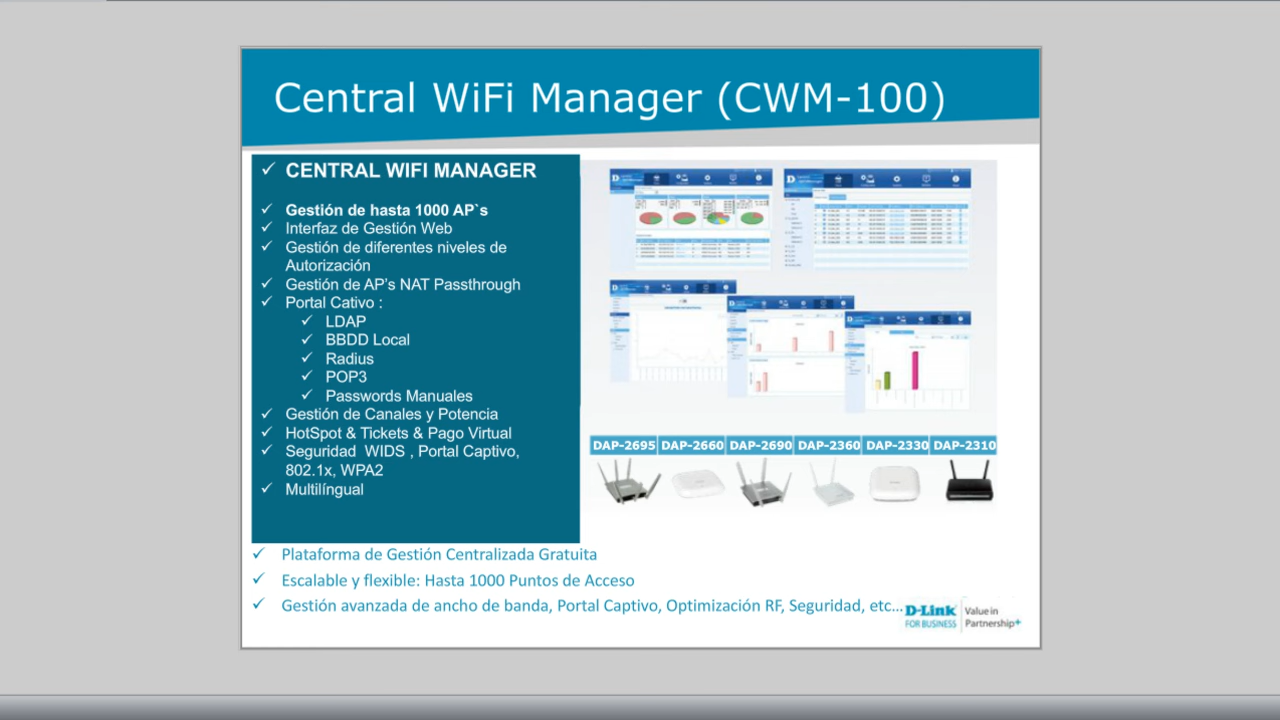 Central WiFi Manager (CWM-100)
✓ CENTRAL WIFI MANAGER
✓ Gestión de hasta 1000 AP`s
✓ Interfaz de Gestión Web
✓ Gestión de diferentes niveles de
Autorización
✓ Gestión de AP's NAT Passthrough
✓ Portal Cativo :
✓ LDAP
✓ BBDD Local
✓ Radius
✓ POP3
✓ Passwords Manuales
✓ Gestión de Canales y Potencia
✓ HotSpot & Tickets & Pago Virtual
✓ Seguridad WIDS , Portal Captivo,
802.1x, WPA2
✓ Multilíngual
DAP-2695 DAP-2660 DAP-2690 DAP-2360 DAP-2330 DAP-2310
✓ Plataforma de Gestión Centralizada Gratuita
✓ Escalable y flexible: Hasta 1000 Puntos de Acceso
✓ Gestión avanzada de ancho de banda, Portal Captivo, Optimización RF, Seguridad, etc...
D-Link
FOR BUSINESS
Value in
Partnership+